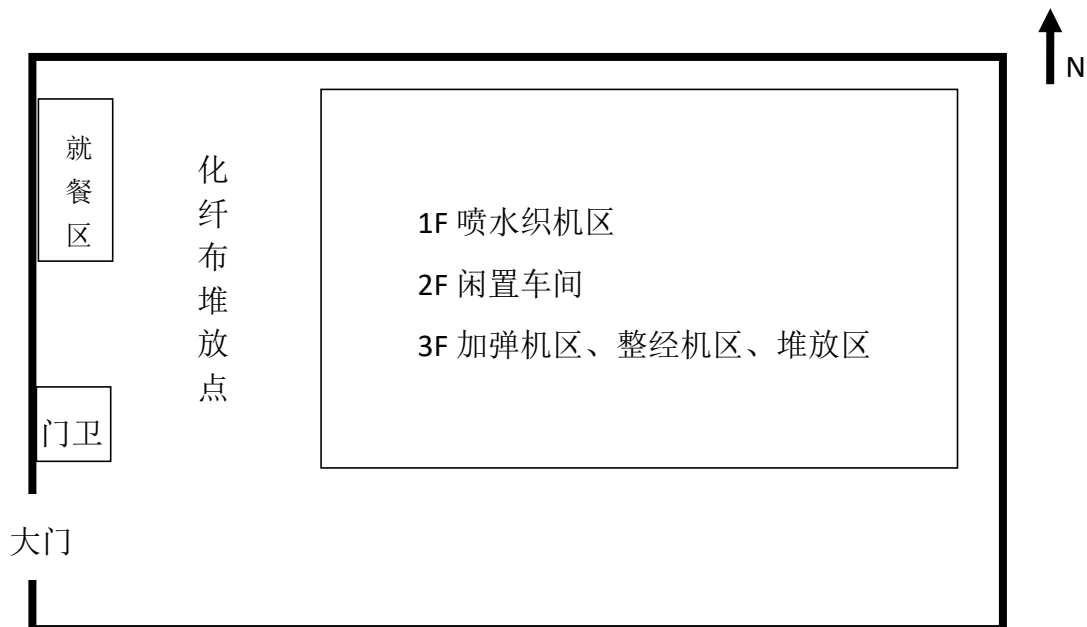 N
就餐区
化纤布堆放点
1F 喷水织机区
2F 闲置车间
3F 加弹机区、整经机区、堆放区
门卫
大门